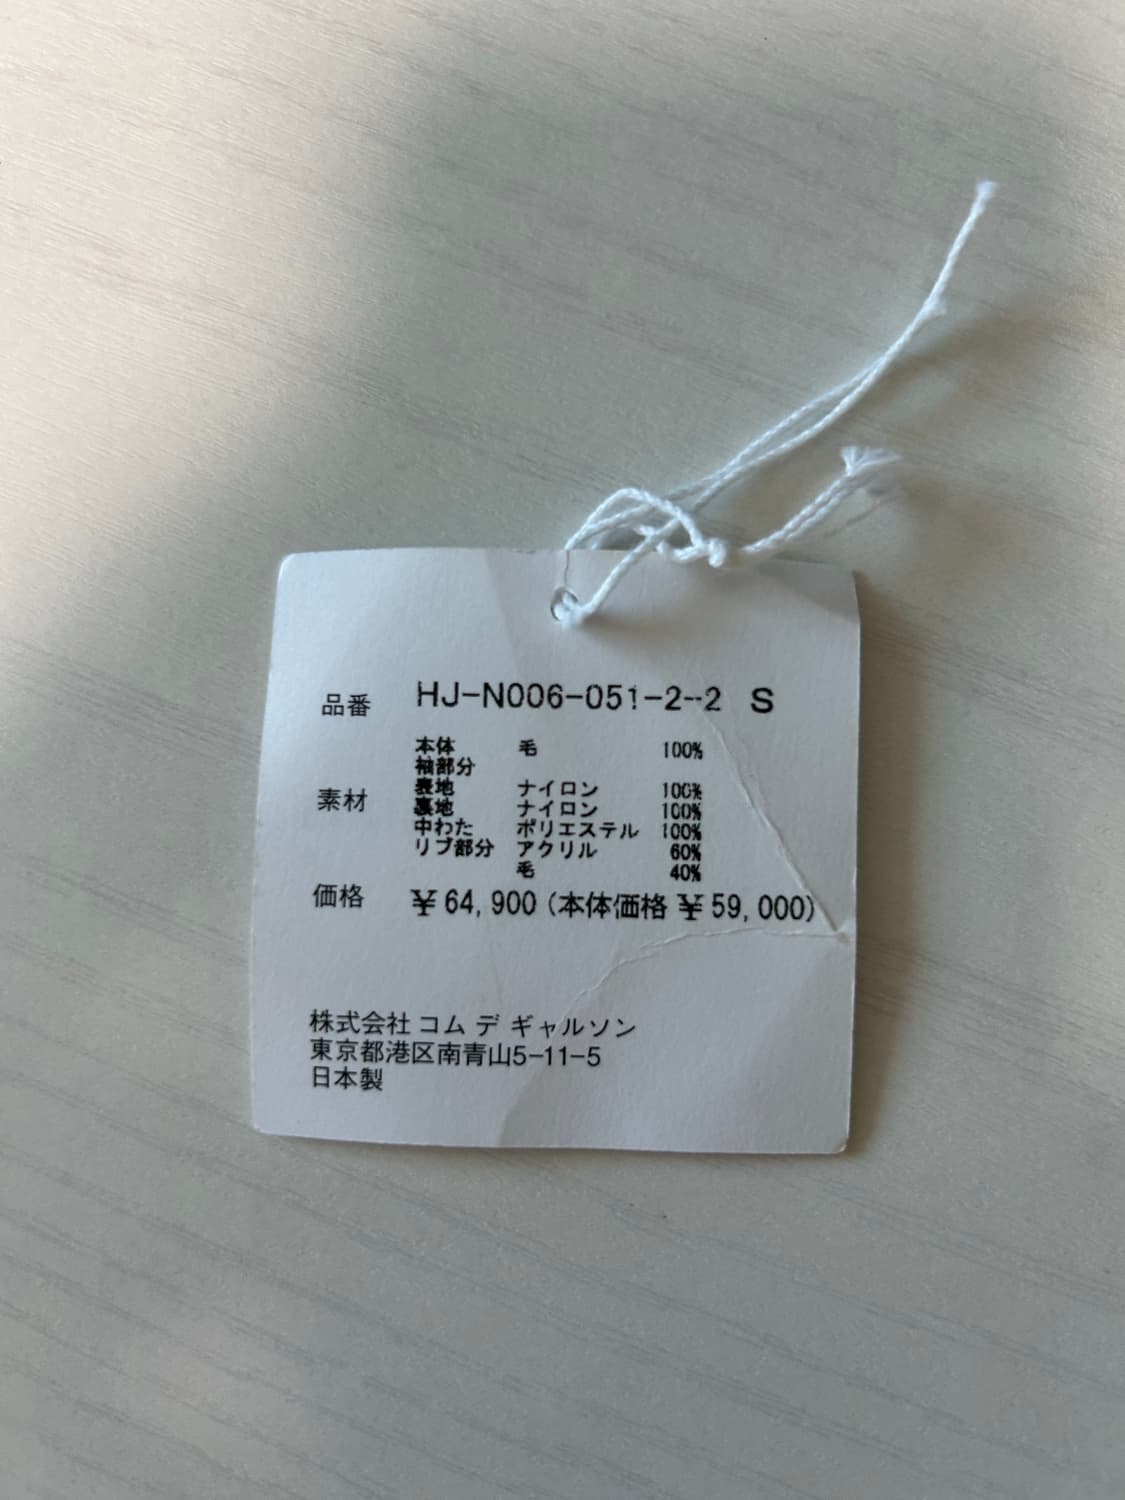 品番 HJ-N006-051-2-2 S
本体 毛 100%
袖部分
素材 表地 ナイロン 100%
裏地 ナイロン 100%
中わた ポリエステル 100%
リブ部分 アクリル 60%
毛 40%
価格 ¥64,900(本体価格 ¥59,000)
株式会社 コム デ ギャルソン
東京都港区南青山5-11-5
日本製